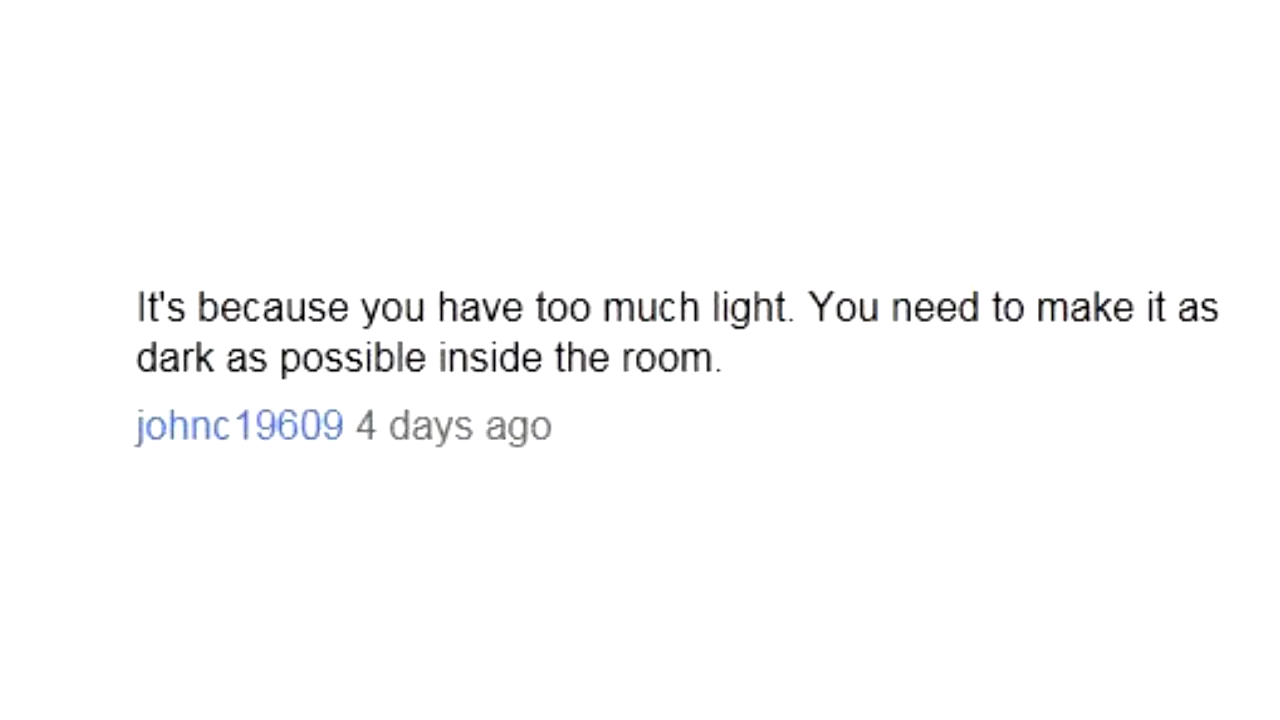 It's because you have too much light. You need to make it as
dark as possible inside the room.
johnc19609 4 days ago